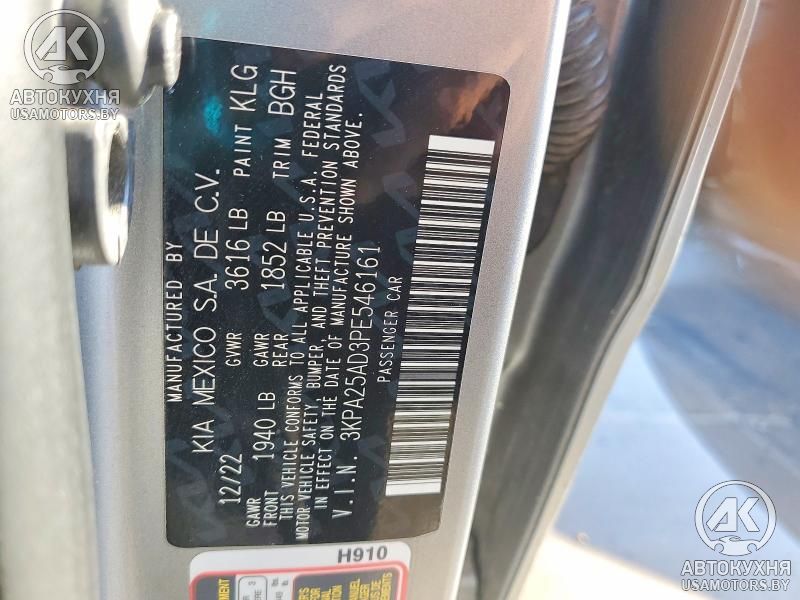 MANUFACTURED BY
KIA MEXICO S.A. DE C.V.
12/22 GVWR 3616 LB PAINT KLG
GAWR FRONT 1940 LB GAWR REAR 1852 LB TRIM BGH
THIS VEHICLE CONFORMS TO ALL APPLICABLE U.S.A. FEDERAL
MOTOR VEHICLE SAFETY, BUMPER, AND THEFT PREVENTION STANDARDS
IN EFFECT ON THE DATE OF MANUFACTURE SHOWN ABOVE.
V.I.N. 3KPA25AD3PE546161
PASSENGER CAR
H910
АК
АВТОКУХНЯ
USAMOTORS.BY
АК
АВТОКУХНЯ
USAMOTORS.BY